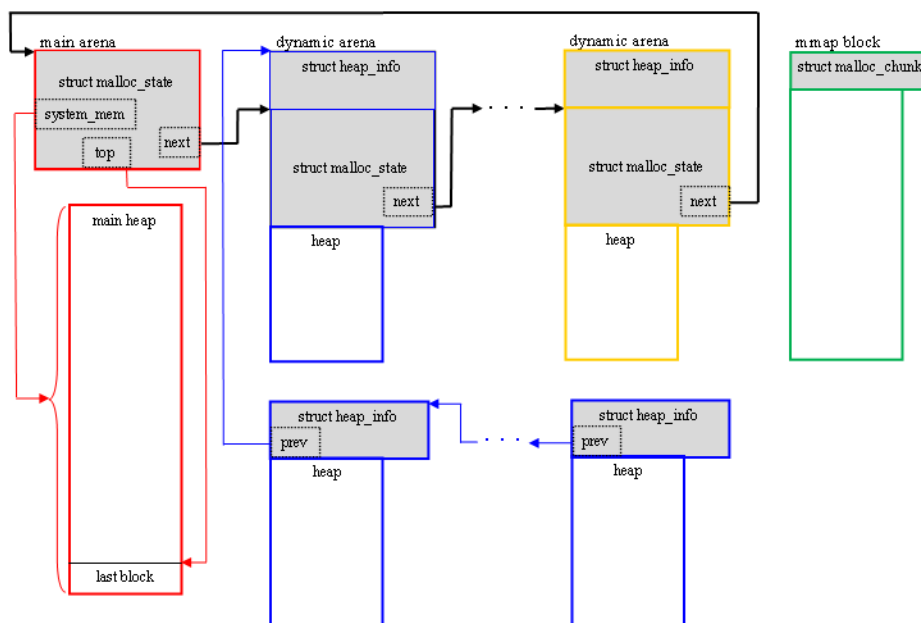 main arena
struct malloc_state
system_mem
next
top
main heap
last block
dynamic arena
struct heap_info
struct malloc_state
next
heap
. . . .
dynamic arena
struct heap_info
struct malloc_state
next
heap
mmap block
struct malloc_chunk
struct heap_info
prev
heap
. . . .
struct heap_info
prev
heap